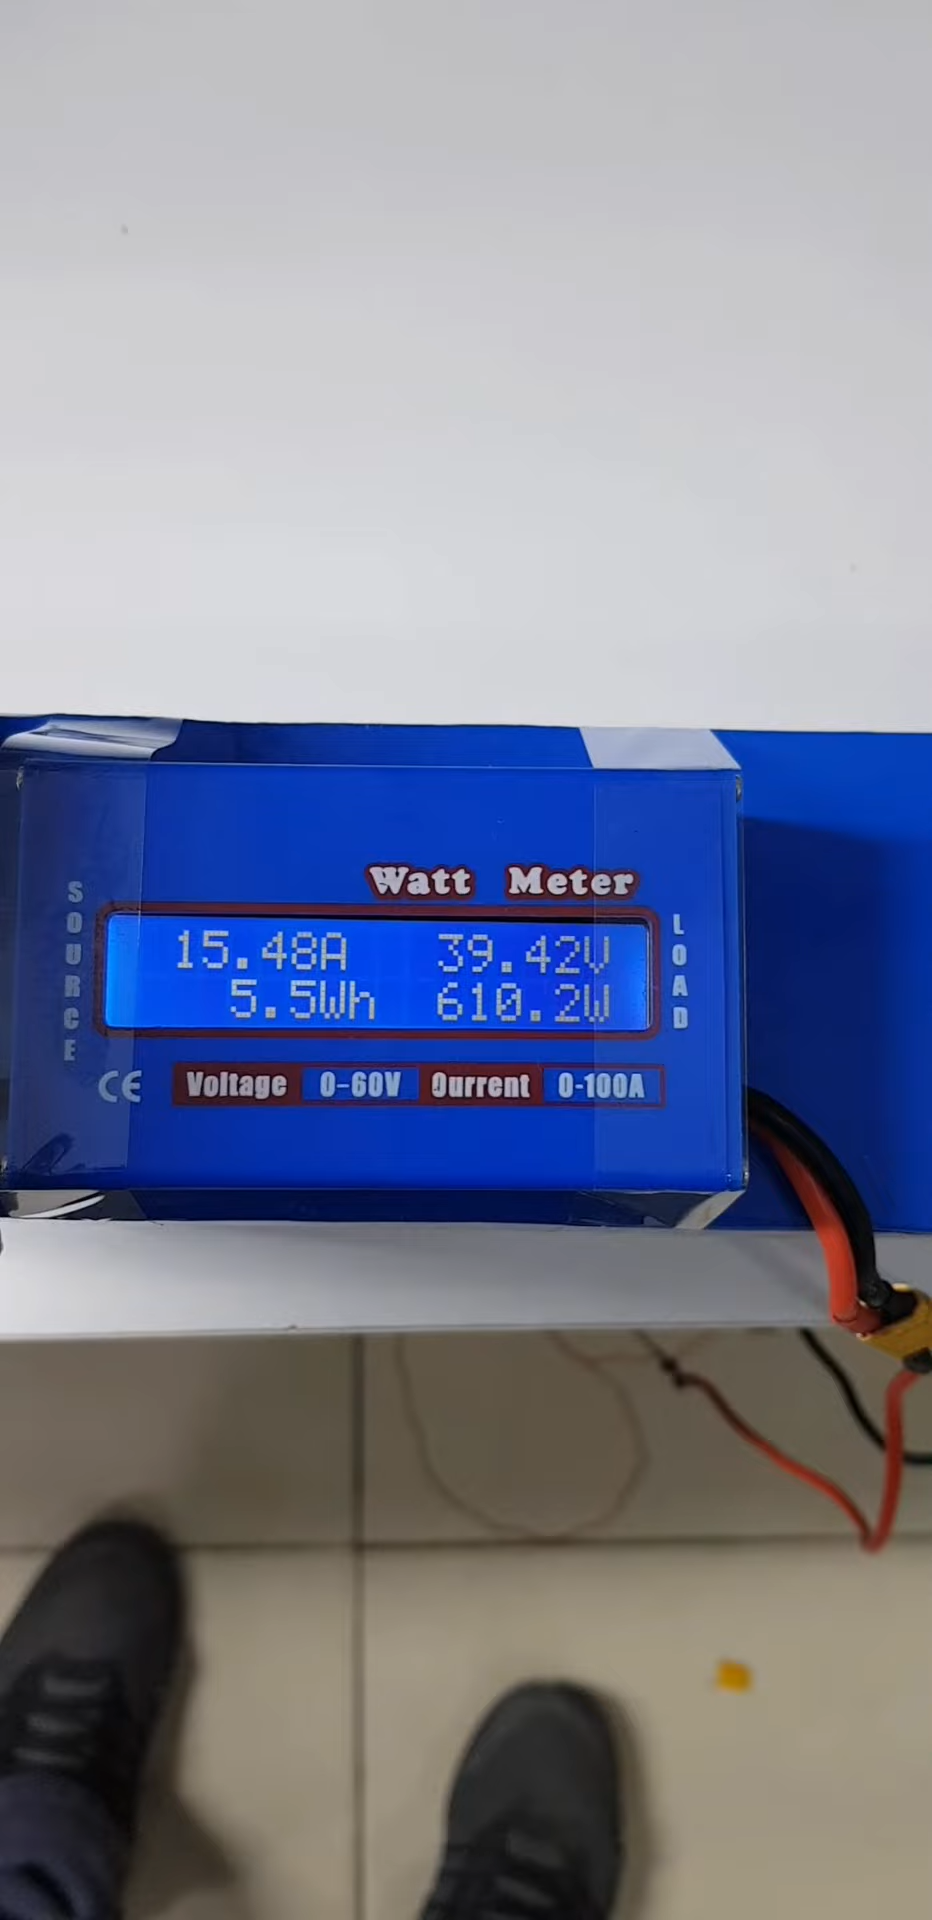 Watt Meter
SOURCE
15.48A 39.42V
5.5Wh 610.2W
LOAD
CE Voltage 0-60V Current 0-100A